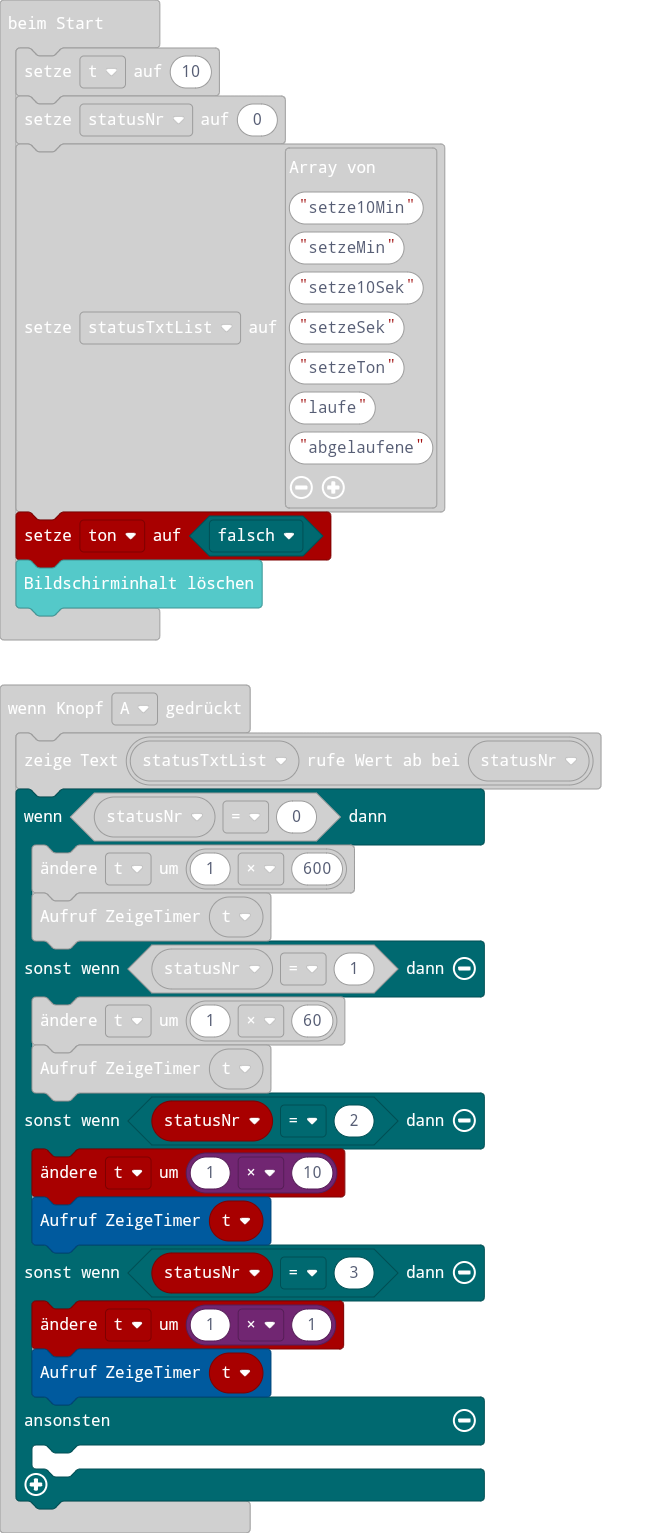 beim Start
setze t auf 10
setze statusNr auf 0
Array von
"setze10Min"
"setzeMin"
"setze10Sek"
setze statusTxtList auf "setzeSek"
"setzeTon"
"laufe"
"abgelaufene"
setze ton auf falsch
Bildschirminhalt löschen
wenn Knopf A gedrückt
zeige Text statusTxtList rufe Wert ab bei statusNr
wenn statusNr = 0 dann
ändere t um 1 × 600
Aufruf ZeigeTimer t
sonst wenn statusNr = 1 dann
ändere t um 1 × 60
Aufruf ZeigeTimer t
sonst wenn statusNr = 2 dann
ändere t um 1 × 10
Aufruf ZeigeTimer t
sonst wenn statusNr = 3 dann
ändere t um 1 × 1
Aufruf ZeigeTimer t
ansonsten